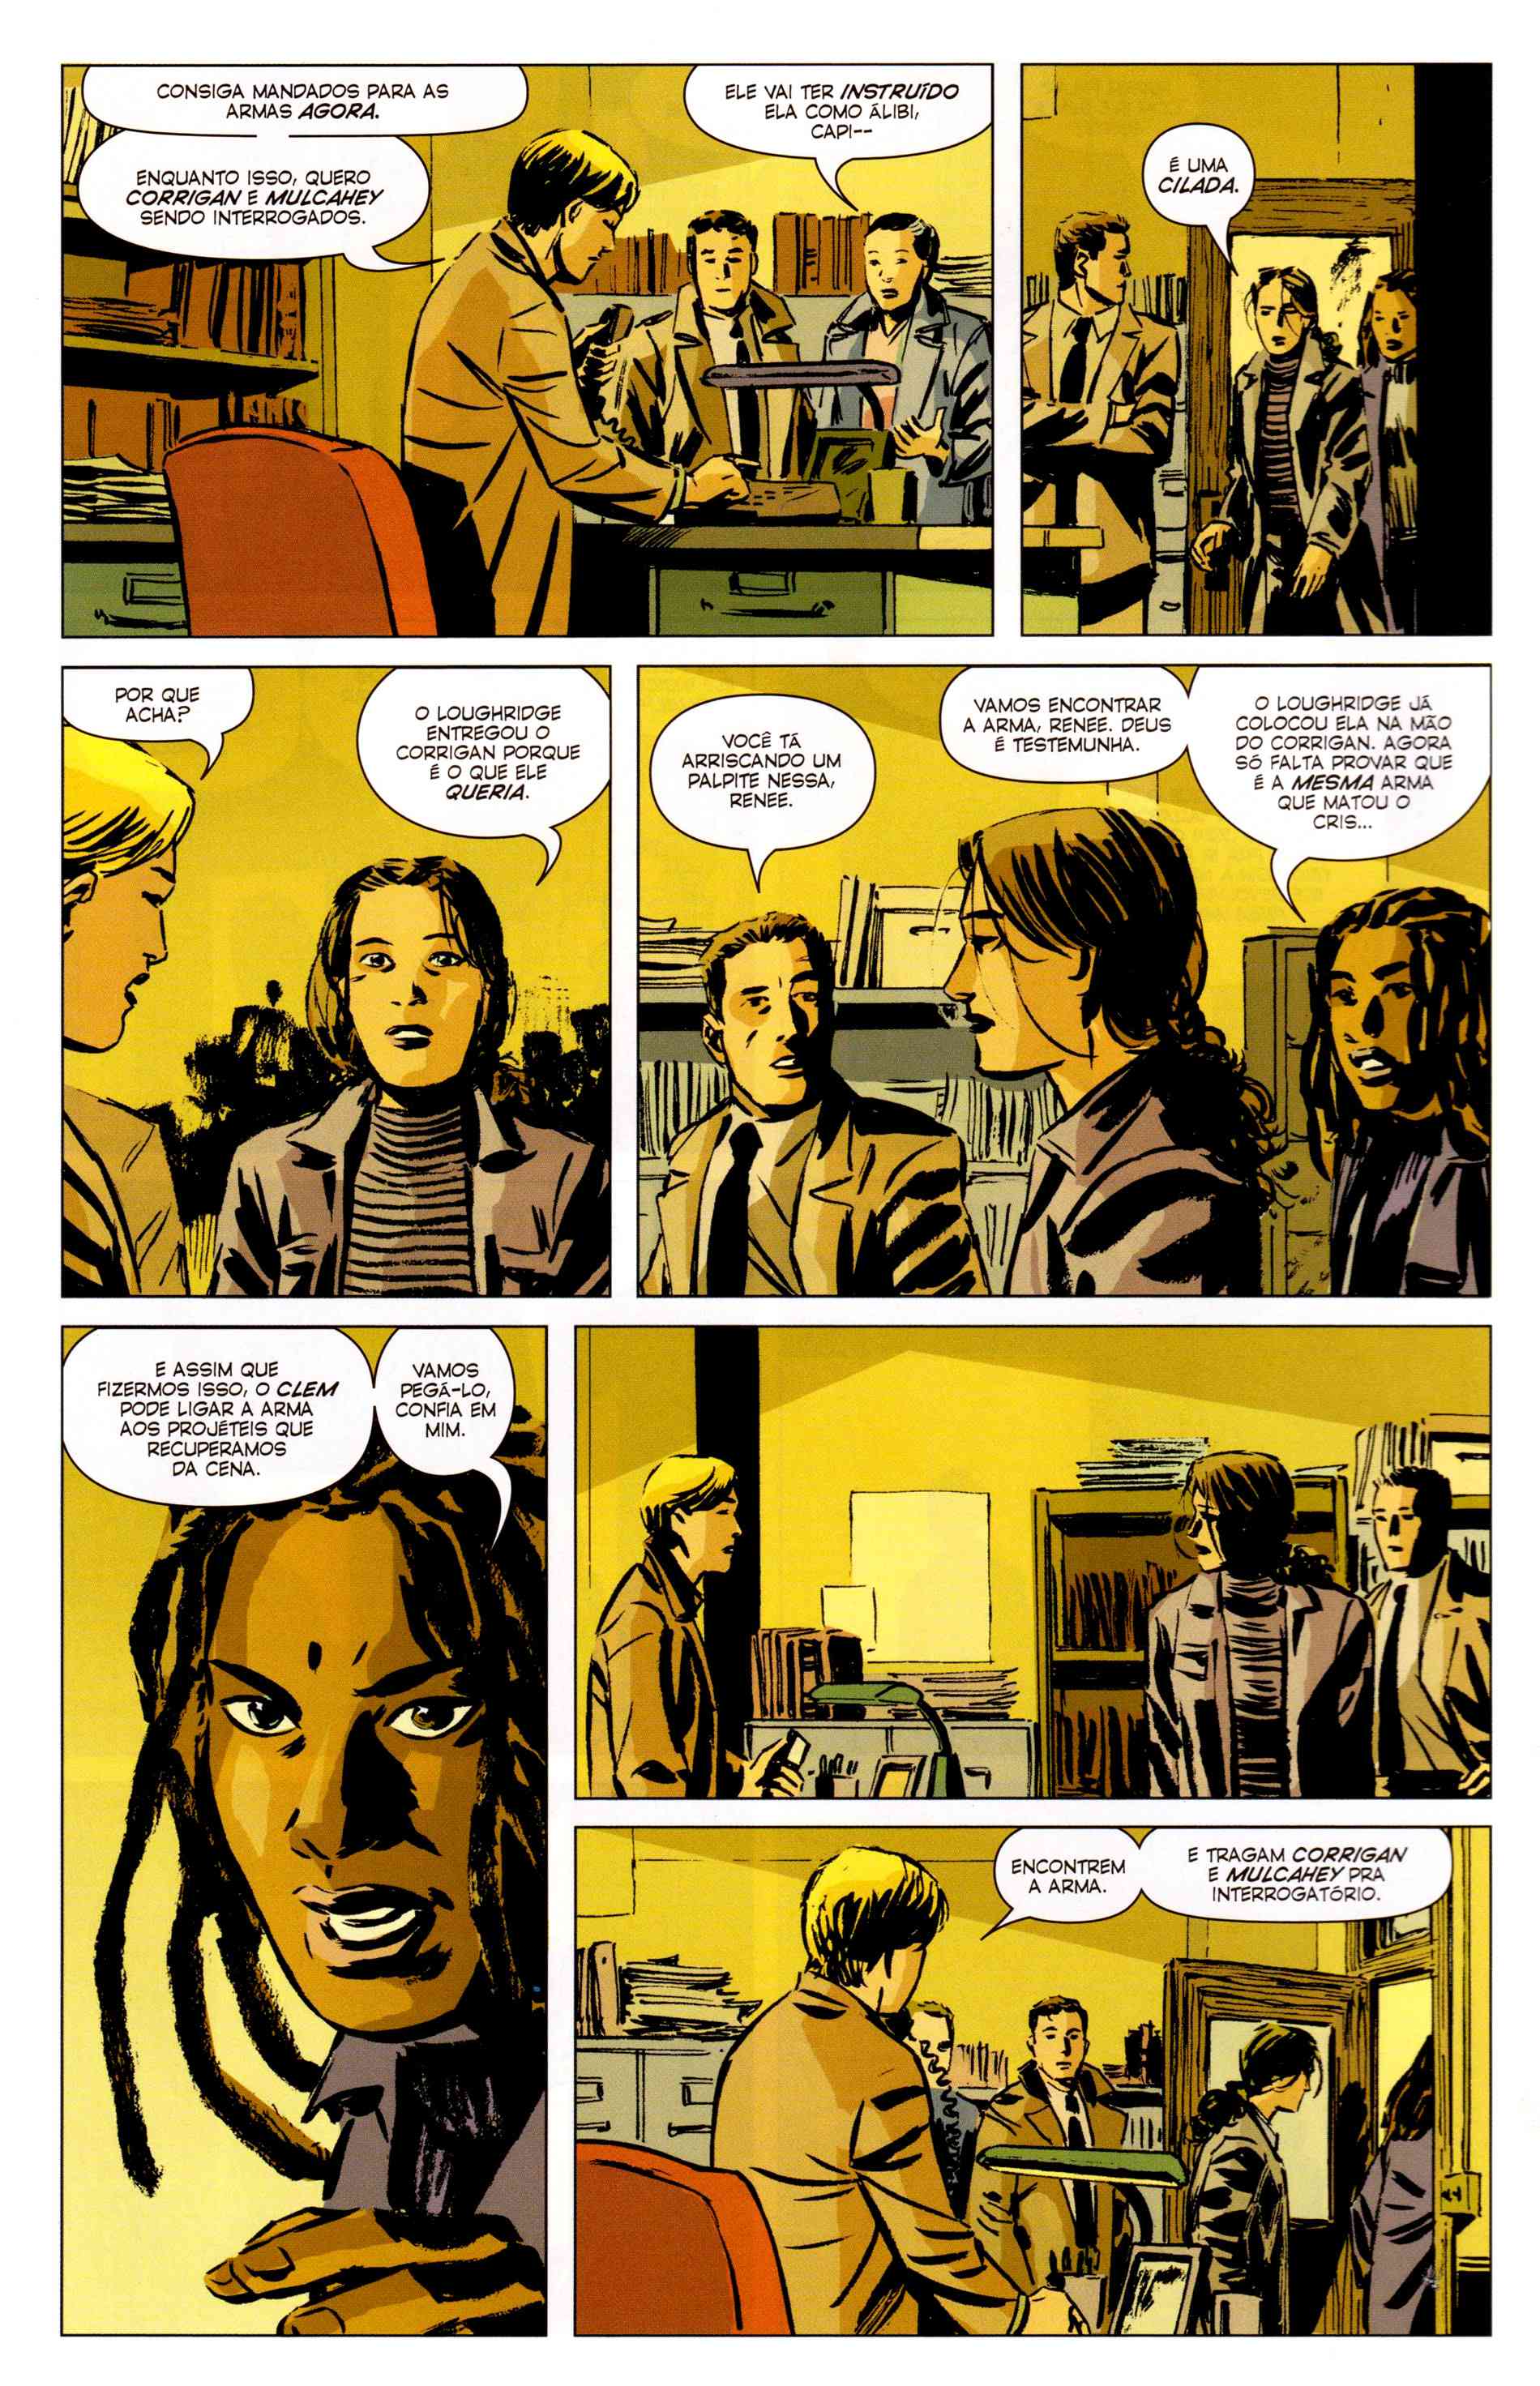 CONSIGA MANDADOS PARA AS
ARMAS AGORA.
ENQUANTO ISSO, QUERO
CORRIGAN E MULCAHEY
SENDO INTERROGADOS.
ELE VAI TER INSTRUÍDO
ELA COMO ÁLIBI,
CAPI--
É UMA
CILADA.
POR QUE
ACHA?
O LOUGHRIDGE
ENTREGOU O
CORRIGAN PORQUE
É O QUE ELE
QUERIA.
VOCÊ TÁ
ARRISCANDO UM
PALPITE NESSA,
RENEE.
VAMOS ENCONTRAR
A ARMA, RENEE. DEUS
É TESTEMUNHA.
O LOUGHRIDGE JÁ
COLOCOU ELA NA MÃO
DO CORRIGAN. AGORA
SÓ FALTA PROVAR QUE
É A MESMA ARMA
QUE MATOU O
CRIS...
E ASSIM QUE
FIZERMOS ISSO, O CLEM
PODE LIGAR A ARMA
AOS PROJÉTEIS QUE
RECUPERAMOS
DA CENA.
VAMOS
PEGÁ-LO,
CONFIA EM
MIM.
ENCONTREM
A ARMA.
E TRAGAM CORRIGAN
E MULCAHEY PRA
INTERROGATÓRIO.